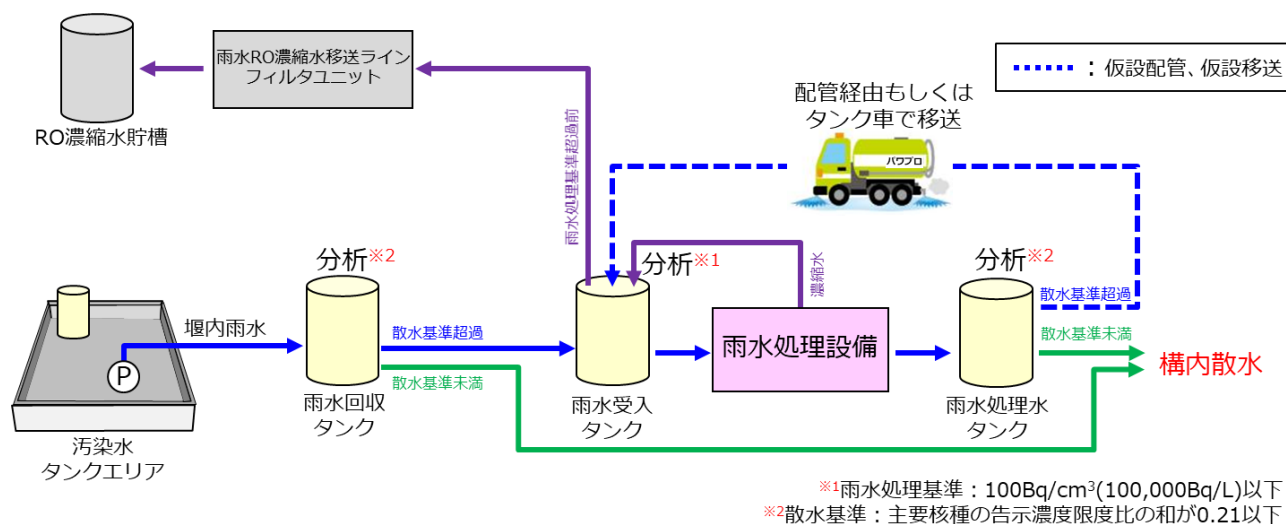 雨水RO濃縮水移送ライン
フィルタユニット
RO濃縮水貯槽
：仮設配管、仮設移送
配管経由もしくは
タンク車で移送
パワプロ
雨水処理基準超過前
分析※2
分析※1
濃縮水
分析※2
散水基準超過
堰内雨水
散水基準超過
雨水処理設備
散水基準未満
構内散水
P
散水基準未満
雨水回収
タンク
雨水受入
タンク
雨水処理水
タンク
汚染水
タンクエリア
※1雨水処理基準：100Bq/cm³(100,000Bq/L)以下
※2散水基準：主要核種の告示濃度限度比の和が0.21以下